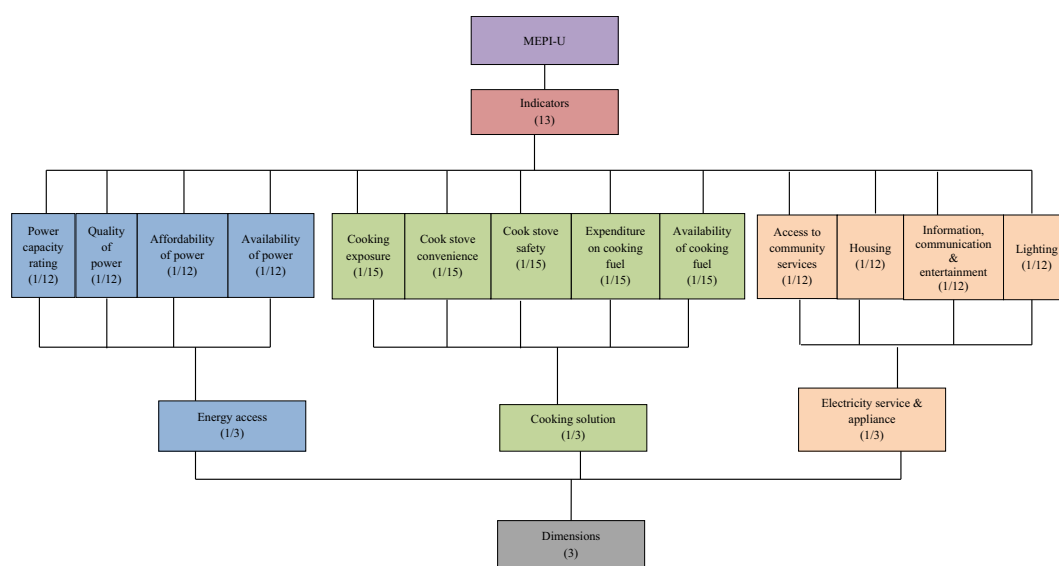 MEPI-U
Indicators
(13)
Power
capacity
rating
(1/12)
Quality
of
power
(1/12)
Affordability
of power
(1/12)
Availability
of power
(1/12)
Cooking
exposure
(1/15)
Cook stove
convenience
(1/15)
Cook stove
safety
(1/15)
Expenditure
on cooking
fuel
(1/15)
Availability
of cooking
fuel
(1/15)
Access to
community
services
(1/12)
Housing
(1/12)
Information,
communication
&
entertainment
(1/12)
Lighting
(1/12)
Energy access
(1/3)
Cooking solution
(1/3)
Electricity service &
appliance
(1/3)
Dimensions
(3)